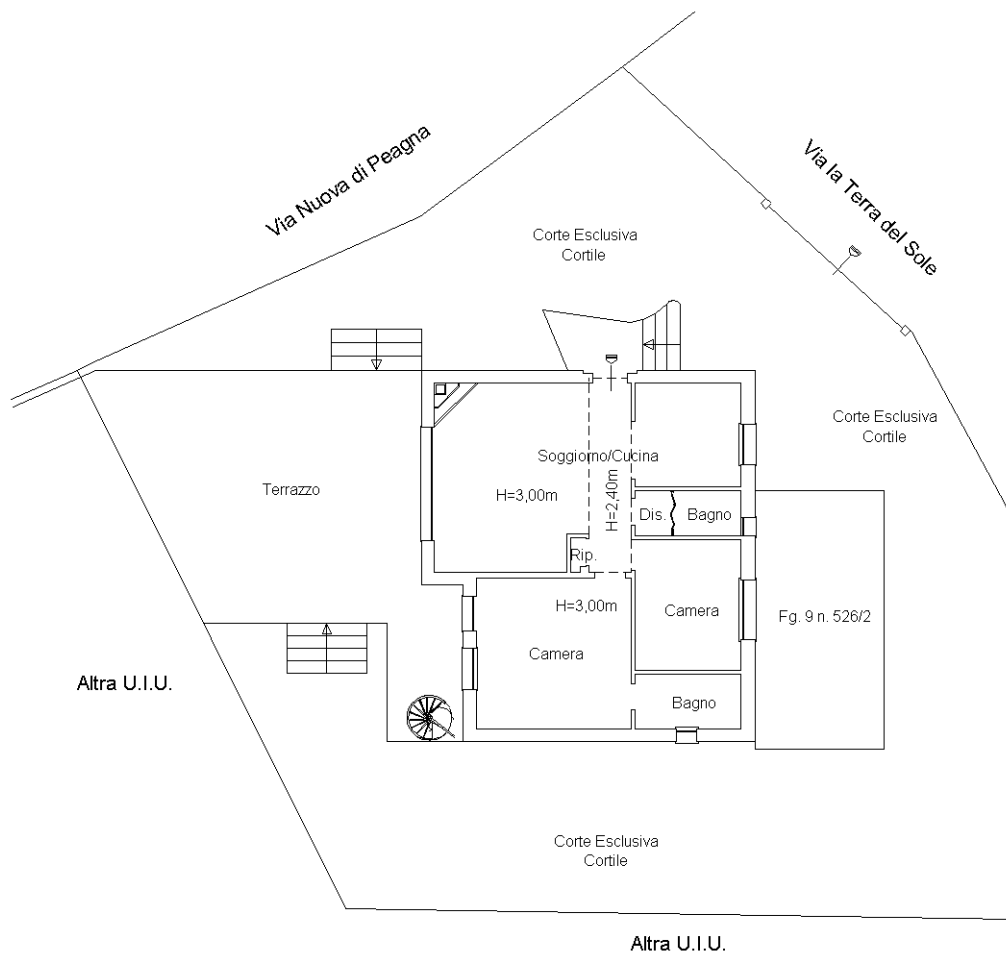 Via Nuova di Peagna
Via la Terra del Sole
Corte Esclusiva
Cortile
Corte Esclusiva
Cortile
Soggiorno/Cucina
Terrazzo
H=3,00m
H=2,40m
Dis.
Bagno
Rip.
H=3,00m
Camera
Fg. 9 n. 526/2
Camera
Altra U.I.U.
Bagno
Corte Esclusiva
Cortile
Altra U.I.U.